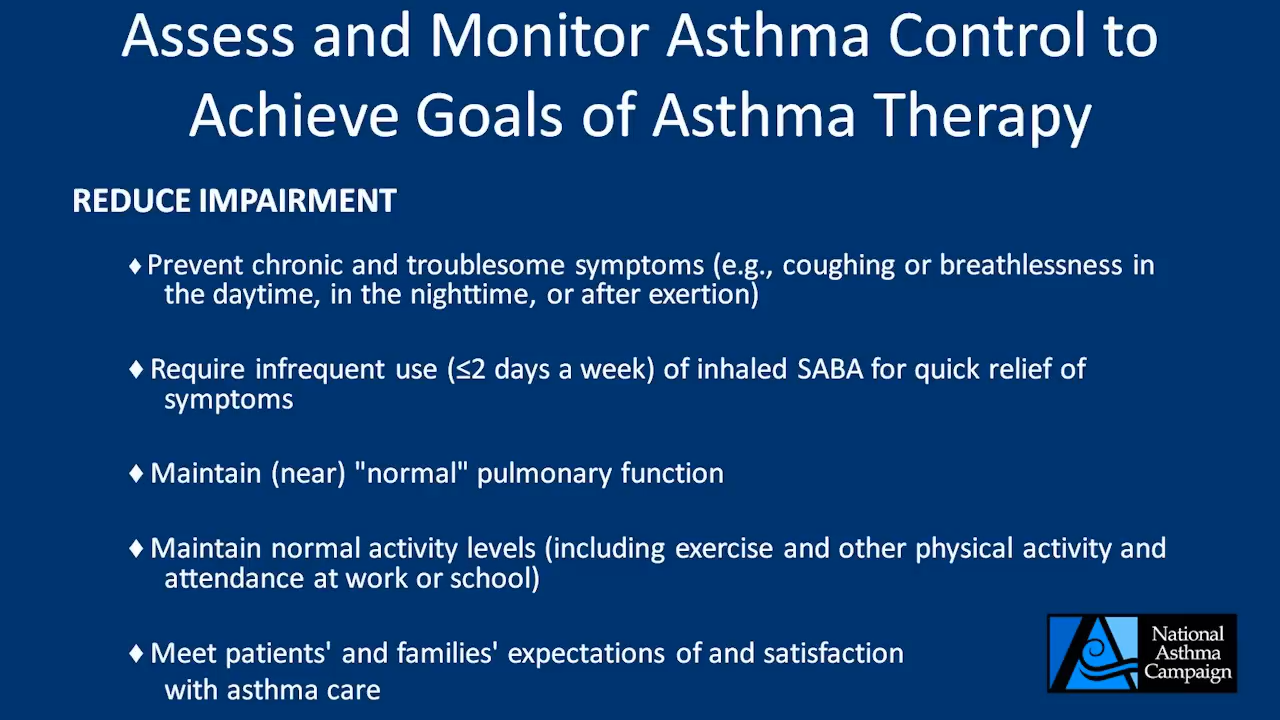 Assess and Monitor Asthma Control to
Achieve Goals of Asthma Therapy
REDUCE IMPAIRMENT
♦ Prevent chronic and troublesome symptoms (e.g., coughing or breathlessness in
the daytime, in the nighttime, or after exertion)
♦ Require infrequent use (≤2 days a week) of inhaled SABA for quick relief of
symptoms
♦ Maintain (near) "normal" pulmonary function
♦ Maintain normal activity levels (including exercise and other physical activity and
attendance at work or school)
♦ Meet patients' and families' expectations of and satisfaction
with asthma care
National
Asthma
Campaign